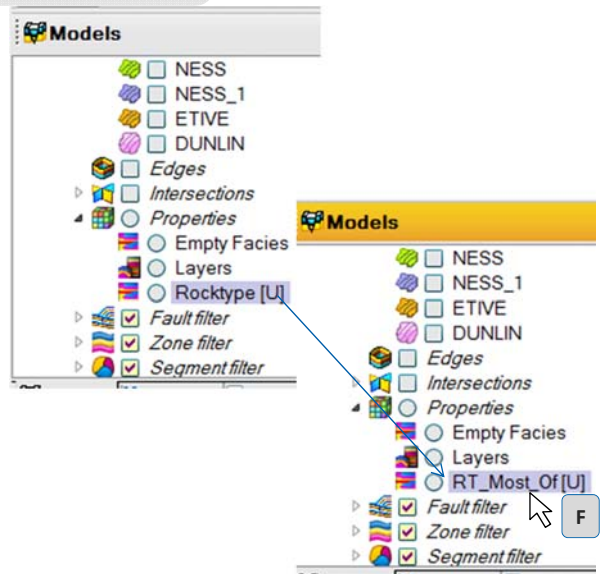 Models
NESS
NESS_1
ETIVE
DUNLIN
Edges
Intersections
Properties
Empty Facies
Layers
Rocktype [U]
Fault filter
Zone filter
Segment filter
Models
NESS
NESS_1
ETIVE
DUNLIN
Edges
Intersections
Properties
Empty Facies
Layers
RT_Most_Of [U]
Fault filter
F
Zone filter
Segment filter